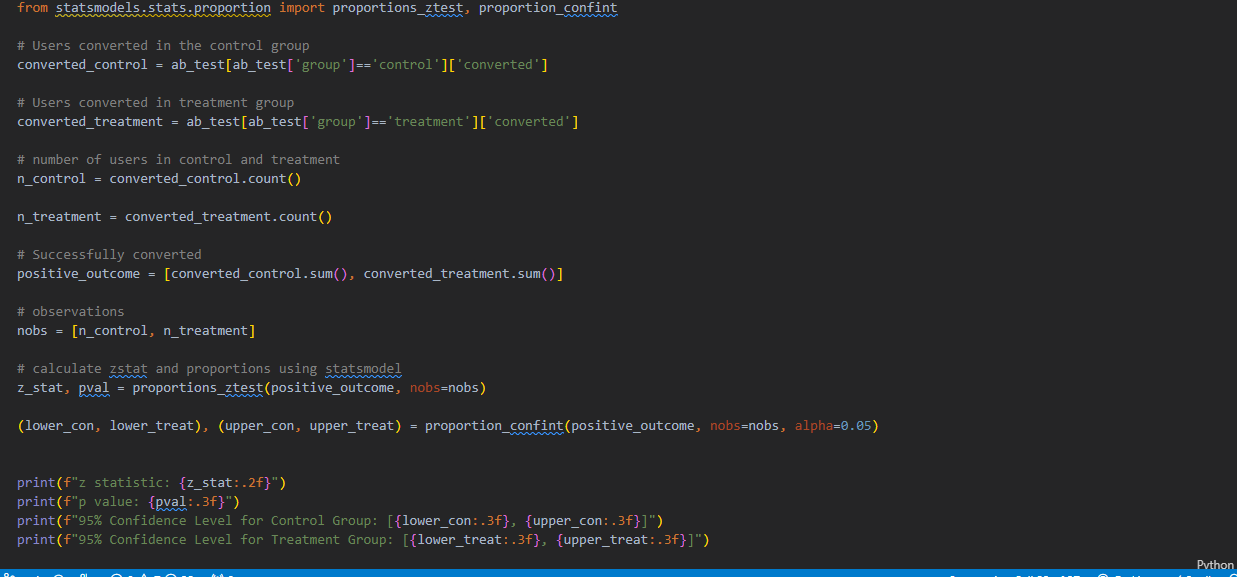 from statsmodels.stats.proportion import proportions_ztest, proportion_confint
# Users converted in the control group
converted_control = ab_test[ab_test['group']=='control']['converted']
# Users converted in treatment group
converted_treatment = ab_test[ab_test['group']=='treatment']['converted']
# number of users in control and treatment
n_control = converted_control.count()
n_treatment = converted_treatment.count()
# Successfully converted
positive_outcome = [converted_control.sum(), converted_treatment.sum()]
# observations
nobs = [n_control, n_treatment]
# calculate zstat and proportions using statsmodel
z_stat, pval = proportions_ztest(positive_outcome, nobs=nobs)
(lower_con, lower_treat), (upper_con, upper_treat) = proportion_confint(positive_outcome, nobs=nobs, alpha=0.05)
print(f"z statistic: {z_stat:.2f}")
print(f"p value: {pval:.3f}")
print(f"95% Confidence Level for Control Group: [{lower_con:.3f}, {upper_con:.3f}]")
print(f"95% Confidence Level for Treatment Group: [{lower_treat:.3f}, {upper_treat:.3f}]")
Python